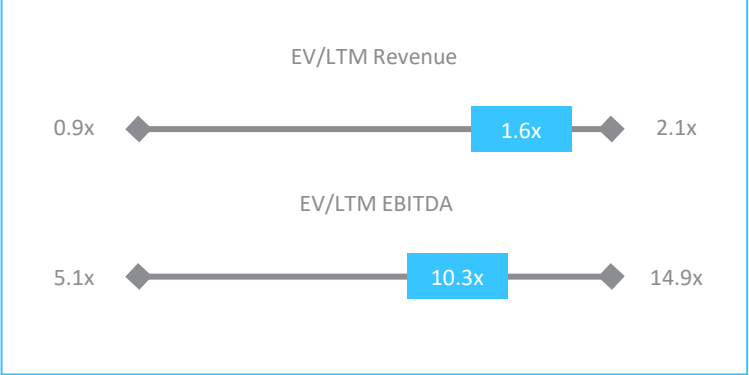 EV/LTM Revenue
0.9x 1.6x 2.1x
EV/LTM EBITDA
5.1x 10.3x 14.9x